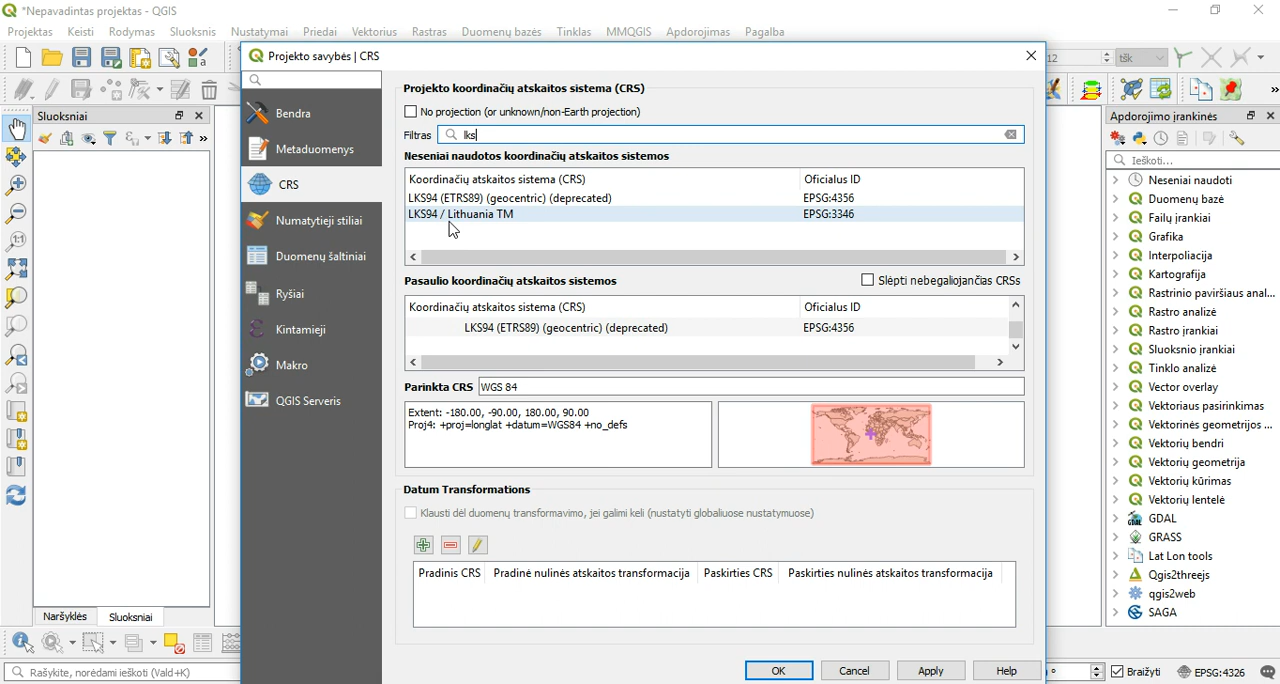 *Nepavadintas projektas - QGIS
Projektas Keisti Rodymas Sluoksnis Nustatymai Priedai Vektorius Rastras Duomenų bazės Tinklas MMQGIS Apdorojimas Pagalba
Projekto savybės | CRS
12 tšk
Sluoksniai
Bendra
Metaduomenys
CRS
Numatytieji stiliai
Duomenų šaltiniai
Ryšiai
Kintamieji
Makro
QGIS Serveris
Projekto koordinačių atskaitos sistema (CRS)
No projection (or unknown/non-Earth projection)
Filtras lks
Neseniai naudotos koordinačių atskaitos sistemos
Koordinačių atskaitos sistema (CRS) Oficialus ID
LKS94 (ETRS89) (geocentric) (deprecated) EPSG:4356
LKS94 / Lithuania TM EPSG:3346
Pasaulio koordinačių atskaitos sistemos Slėpti nebegaliojančias CRSs
Koordinačių atskaitos sistema (CRS) Oficialus ID
LKS94 (ETRS89) (geocentric) (deprecated) EPSG:4356
Parinkta CRS WGS 84
Extent: -180.00, -90.00, 180.00, 90.00
Proj4: +proj=longlat +datum=WGS84 +no_defs
Datum Transformations
Klausti dėl duomenų transformavimo, jei galimi keli (nustatyti globaliuose nustatymuose)
Pradinis CRS Pradinė nulinės atskaitos transformacija Paskirties CRS Paskirties nulinės atskaitos transformacija
OK Cancel Apply Help
Apdorojimo įrankinės
Ieškoti...
Neseniai naudoti
Duomenų bazė
Failų įrankiai
Grafika
Interpoliacija
Kartografija
Rastrinio paviršiaus anal...
Rastro analizė
Rastro įrankiai
Sluoksnio įrankiai
Tinklo analizė
Vector overlay
Vektoriaus pasirinkimas
Vektorinės geometrijos ...
Vektorių bendri
Vektorių geometrija
Vektorių kūrimas
Vektorių lentelė
GDAL
GRASS
Lat Lon tools
Qgis2threejs
qgis2web
SAGA
Naršyklės Sluoksniai
Rašykite, norėdami ieškoti (Vald+K)
Braižyti EPSG:4326